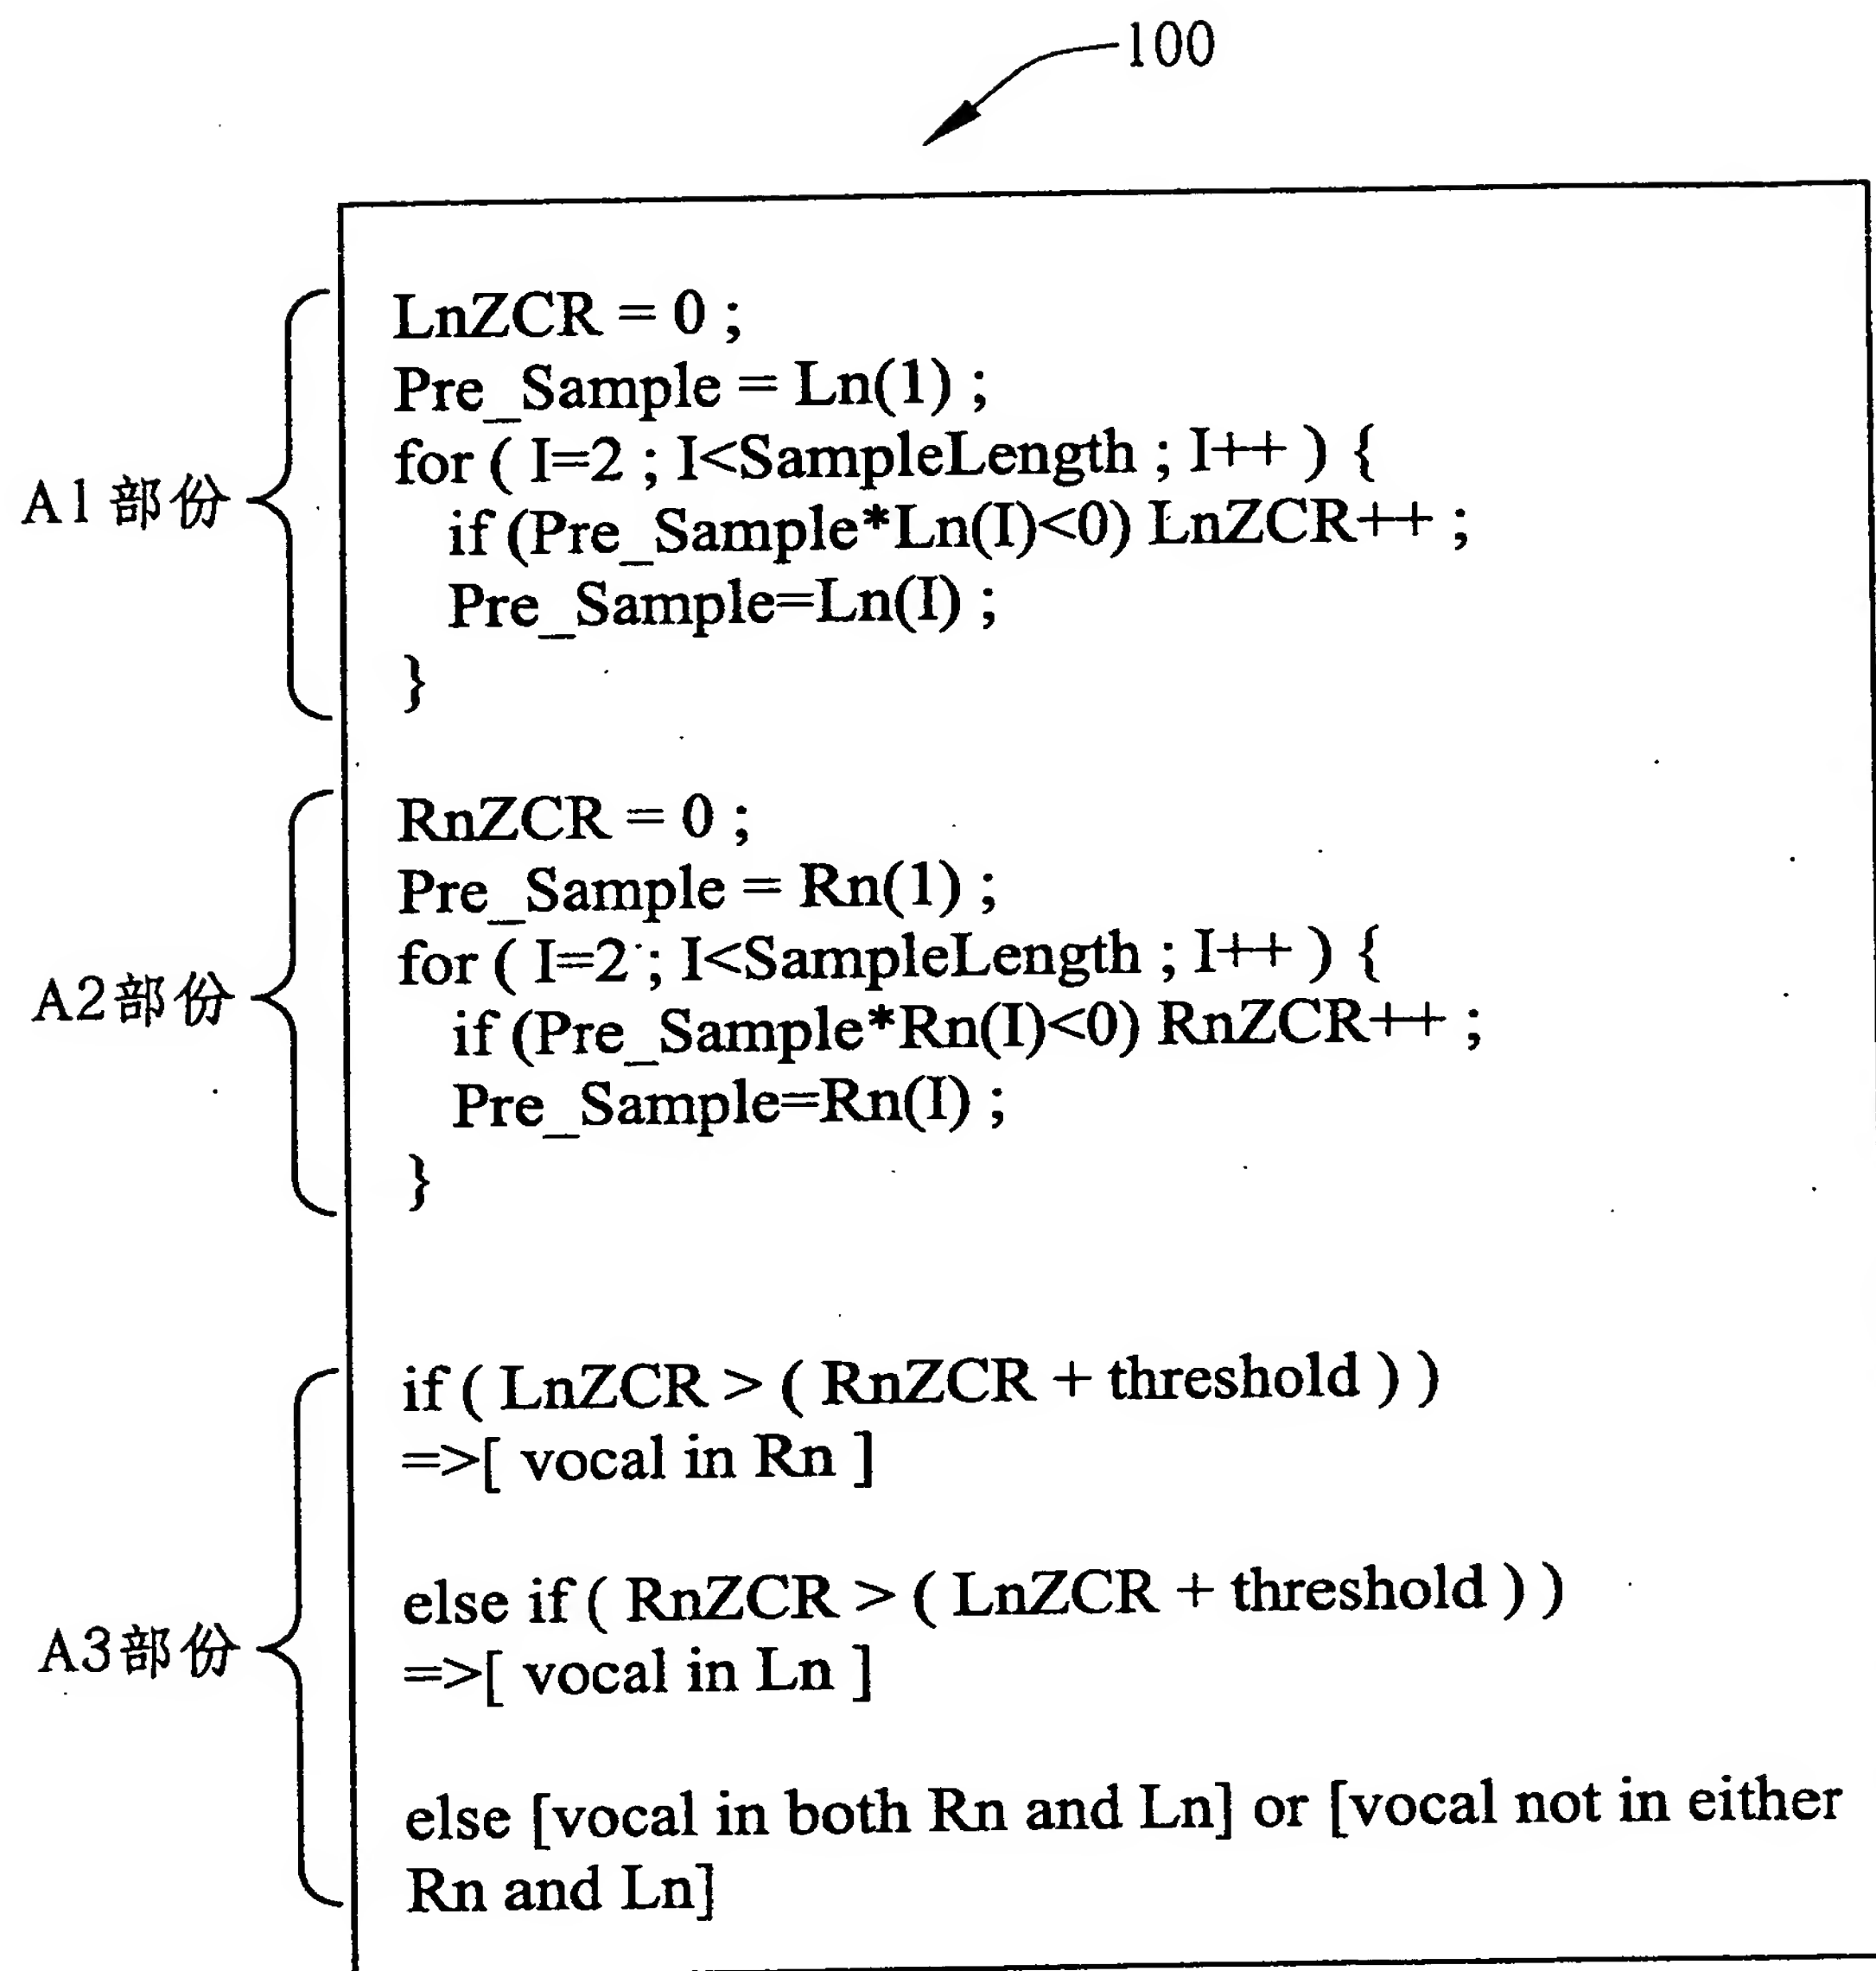 100
A1部份
LnZCR = 0 ;
Pre_Sample = Ln(1) ;
for ( I=2 ; I<SampleLength ; I++ ) {
if (Pre_Sample*Ln(I)<0) LnZCR++ ;
Pre_Sample=Ln(I) ;
}
A2部份
RnZCR = 0 ;
Pre_Sample = Rn(1) ;
for ( I=2 ; I<SampleLength ; I++ ) {
if (Pre_Sample*Rn(I)<0) RnZCR++ ;
Pre_Sample=Rn(I) ;
}
A3部份
if ( LnZCR > ( RnZCR + threshold ) )
=>[ vocal in Rn ]
else if ( RnZCR > ( LnZCR + threshold ) )
=>[ vocal in Ln ]
else [vocal in both Rn and Ln] or [vocal not in either
Rn and Ln]